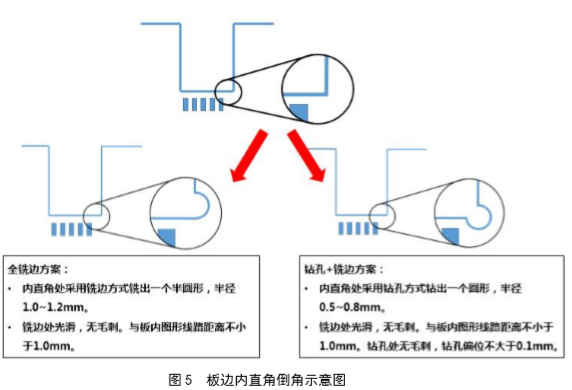 全铣边方案：
• 内直角处采用铣边方式铣出一个半圆形，半径
1.0~1.2mm。
• 铣边处光滑，无毛刺。与板内图形线路距离不小
于1.0mm。
钻孔+铣边方案：
• 内直角处采用钻孔方式钻出一个圆形，半径
0.5~0.8mm。
• 铣边处光滑，无毛刺。与板内图形线路距离不小于
1.0mm。钻孔处无毛刺，钻孔偏位不大于0.1mm。
图 5 板边内直角倒角示意图